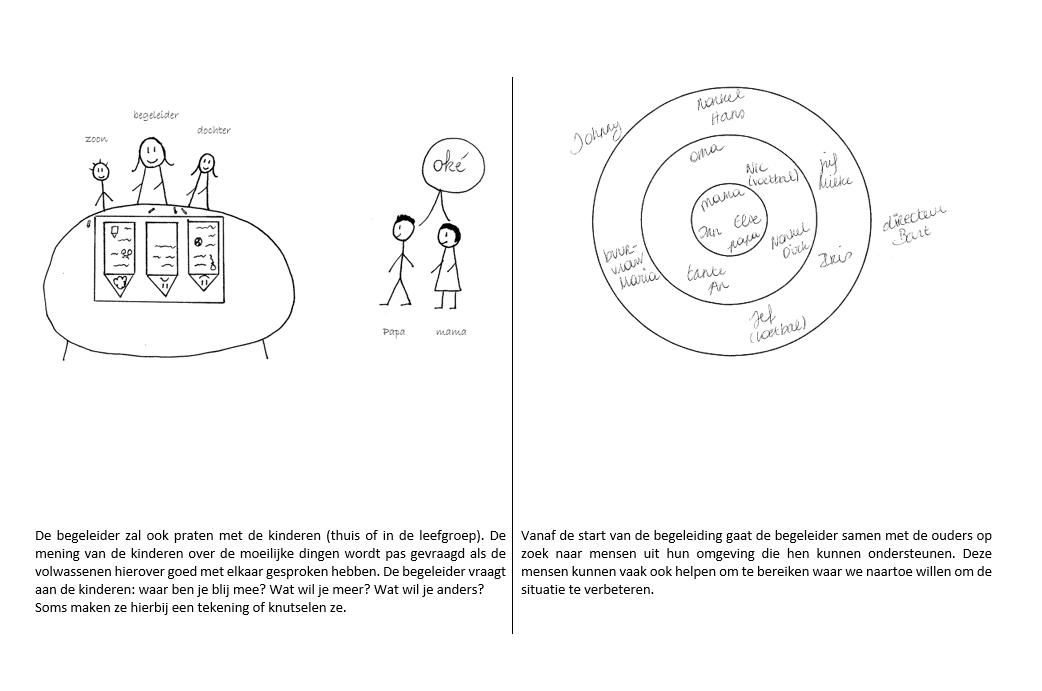 begeleider
zoon
dochter
oké
Papa
mama
De begeleider zal ook praten met de kinderen (thuis of in de leefgroep). De
mening van de kinderen over de moeilijke dingen wordt pas gevraagd als de
volwassenen hierover goed met elkaar gesproken hebben. De begeleider vraagt
aan de kinderen: waar ben je blij mee? Wat wil je meer? Wat wil je anders?
Soms maken ze hierbij een tekening of knutselen ze.
Johnny
Nonkel
Hans
oma
Nic
(voetbal)
juf
Mieke
mama
Jan Else
papa
directeur
Bart
Nonkel
Dirk
Dris
buur-
vrouw
Maria
tante
An
Jef
(voetbal)
Vanaf de start van de begeleiding gaat de begeleider samen met de ouders op
zoek naar mensen uit hun omgeving die hen kunnen ondersteunen. Deze
mensen kunnen vaak ook helpen om te bereiken waar we naartoe willen om de
situatie te verbeteren.